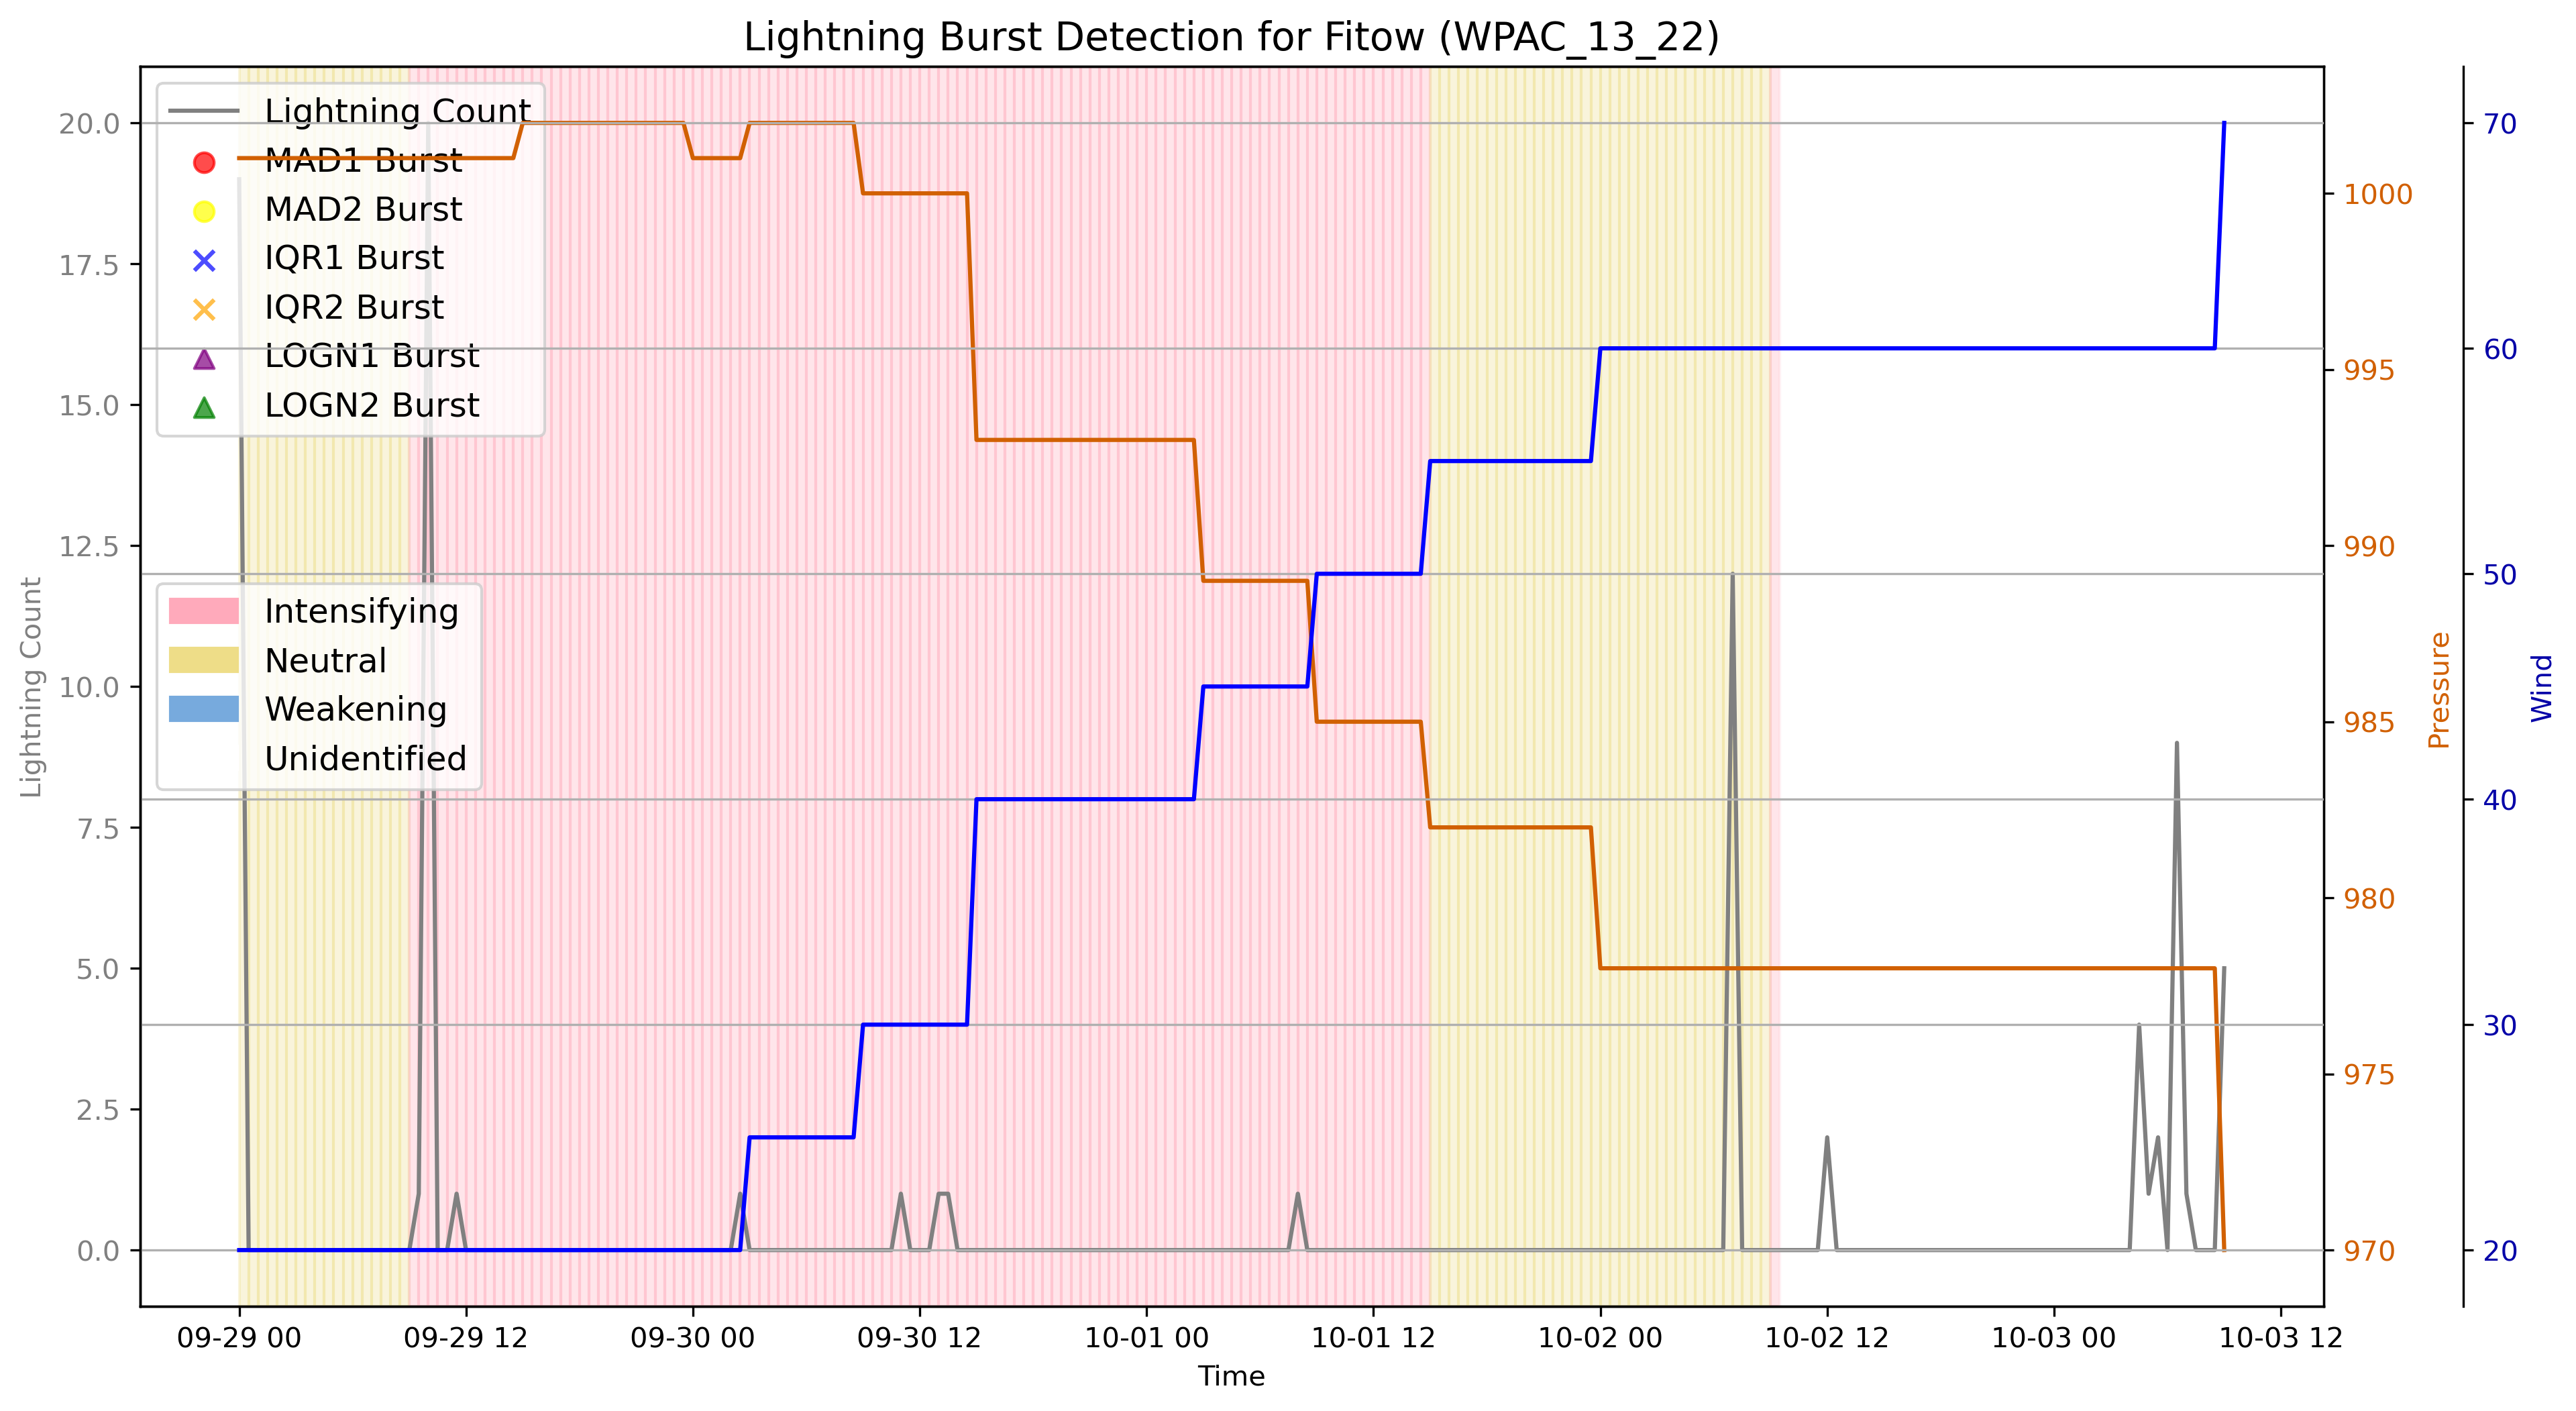 Lightning Burst Detection for Fitow (WPAC_13_22)
Lightning Count
MAD1 Burst
MAD2 Burst
IQR1 Burst
IQR2 Burst
LOGN1 Burst
LOGN2 Burst
Intensifying
Neutral
Weakening
Unidentified
Lightning Count
20.0
17.5
15.0
12.5
10.0
7.5
5.0
2.5
0.0
1000
995
990
985
980
975
970
Pressure
70
60
50
40
30
20
Wind
09-29 00
09-29 12
09-30 00
09-30 12
10-01 00
10-01 12
10-02 00
10-02 12
10-03 00
10-03 12
Time